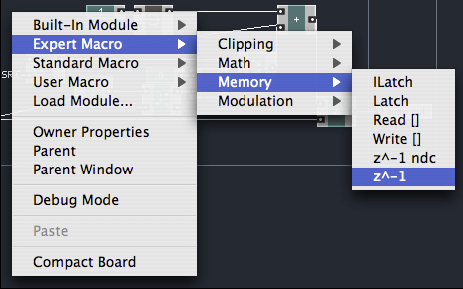 Built-In Module
Expert Macro
Standard Macro
User Macro
Load Module...
Owner Properties
Parent
Parent Window
Debug Mode
Paste
Compact Board
Clipping
Math
Memory
Modulation
ILatch
Latch
Read []
Write []
z^-1 ndc
z^-1
+